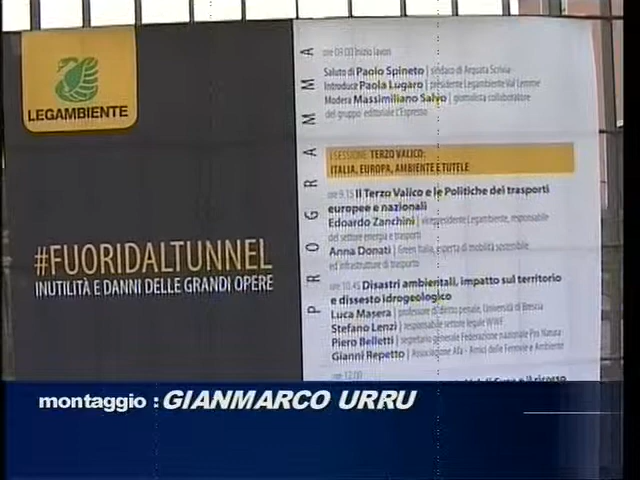 LEGAMBIENTE
#FUORIDALTUNNEL
INUTILITÀ E DANNI DELLE GRANDI OPERE
PROGRAMMA
ore 09.00 Inizio lavori
Saluto di Paolo Spineto | sindaco di Arquata Scrivia
Introduce Paola Lugaro | presidente Legambiente Val Lemme
Modera Massimiliano Salvo | giornalista collaboratore
del gruppo editoriale L'Espresso
I SESSIONE TERZO VALICO:
ITALIA, EUROPA, AMBIENTE E TUTELE
ore 9.15 Il Terzo Valico e le Politiche dei trasporti
europee e nazionali
Edoardo Zanchini | vicepresidente Legambiente, responsabile
del settore energia e trasporti
Anna Donati | Green Italia, esperta di mobilità sostenibile
ed infrastrutture di trasporto
ore 10.45 Disastri ambientali, impatto sul territorio
e dissesto idrogeologico
Luca Masera | professore di diritto penale, Università di Brescia
Stefano Lenzi | responsabile settore legale WWF
Piero Belletti | segretario generale Federazione nazionale Pro Natura
Gianni Repetto | Associazione Afa - Amici delle Ferrovie e Ambiente
ore 12.00
montaggio : GIANMARCO URRU